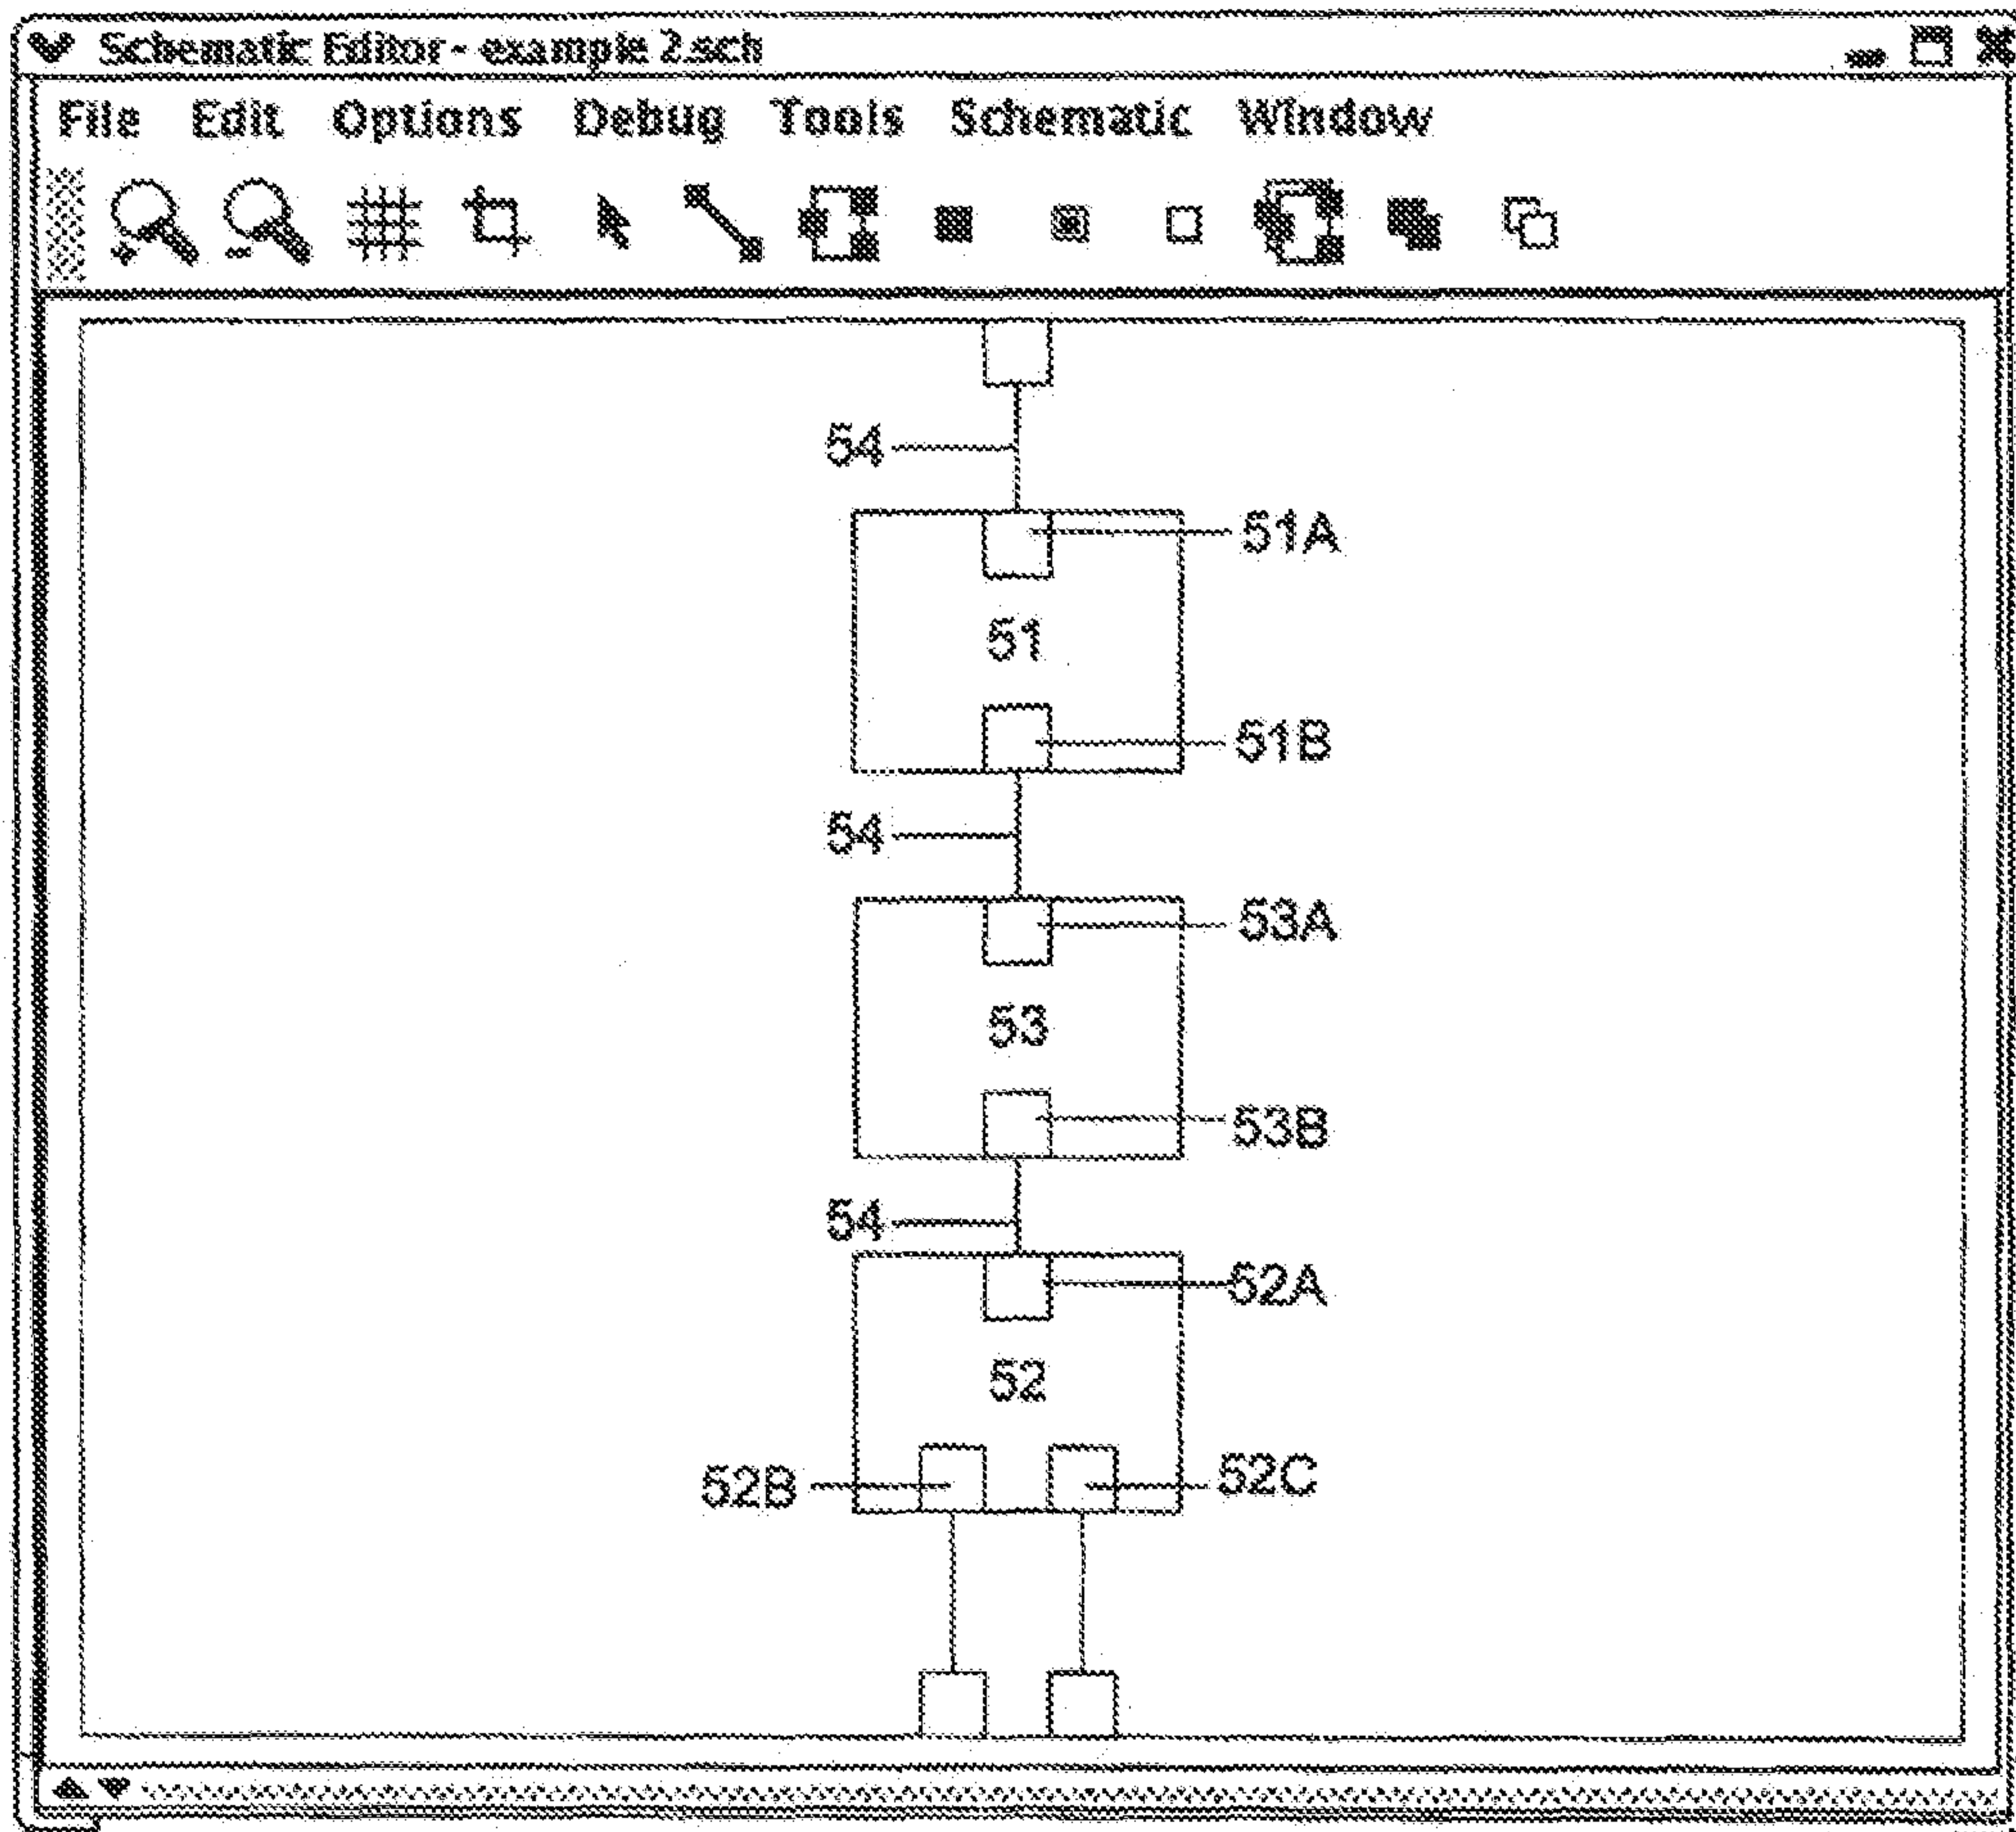 Schematic Editor - example 2.sch
File Edit Options Debug Tools Schematic Window
54
51A
51
51B
54
53A
53
53B
54
52A
52
52B
52C